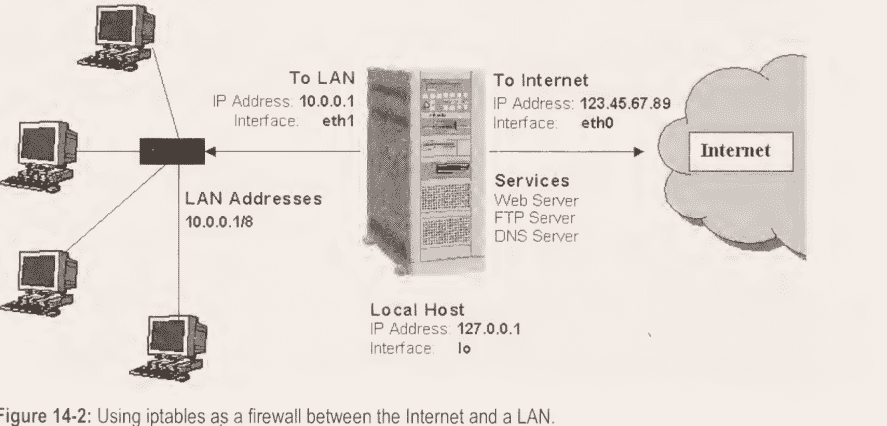 To LAN
IP Address: 10.0.0.1
Interface: eth1
To Internet
IP Address: 123.45.67.89
Interface: eth0
Internet
LAN Addresses
10.0.0.1/8
Services
Web Server
FTP Server
DNS Server
Local Host
IP Address: 127.0.0.1
Interface: lo
Figure 14-2: Using iptables as a firewall between the Internet and a LAN.